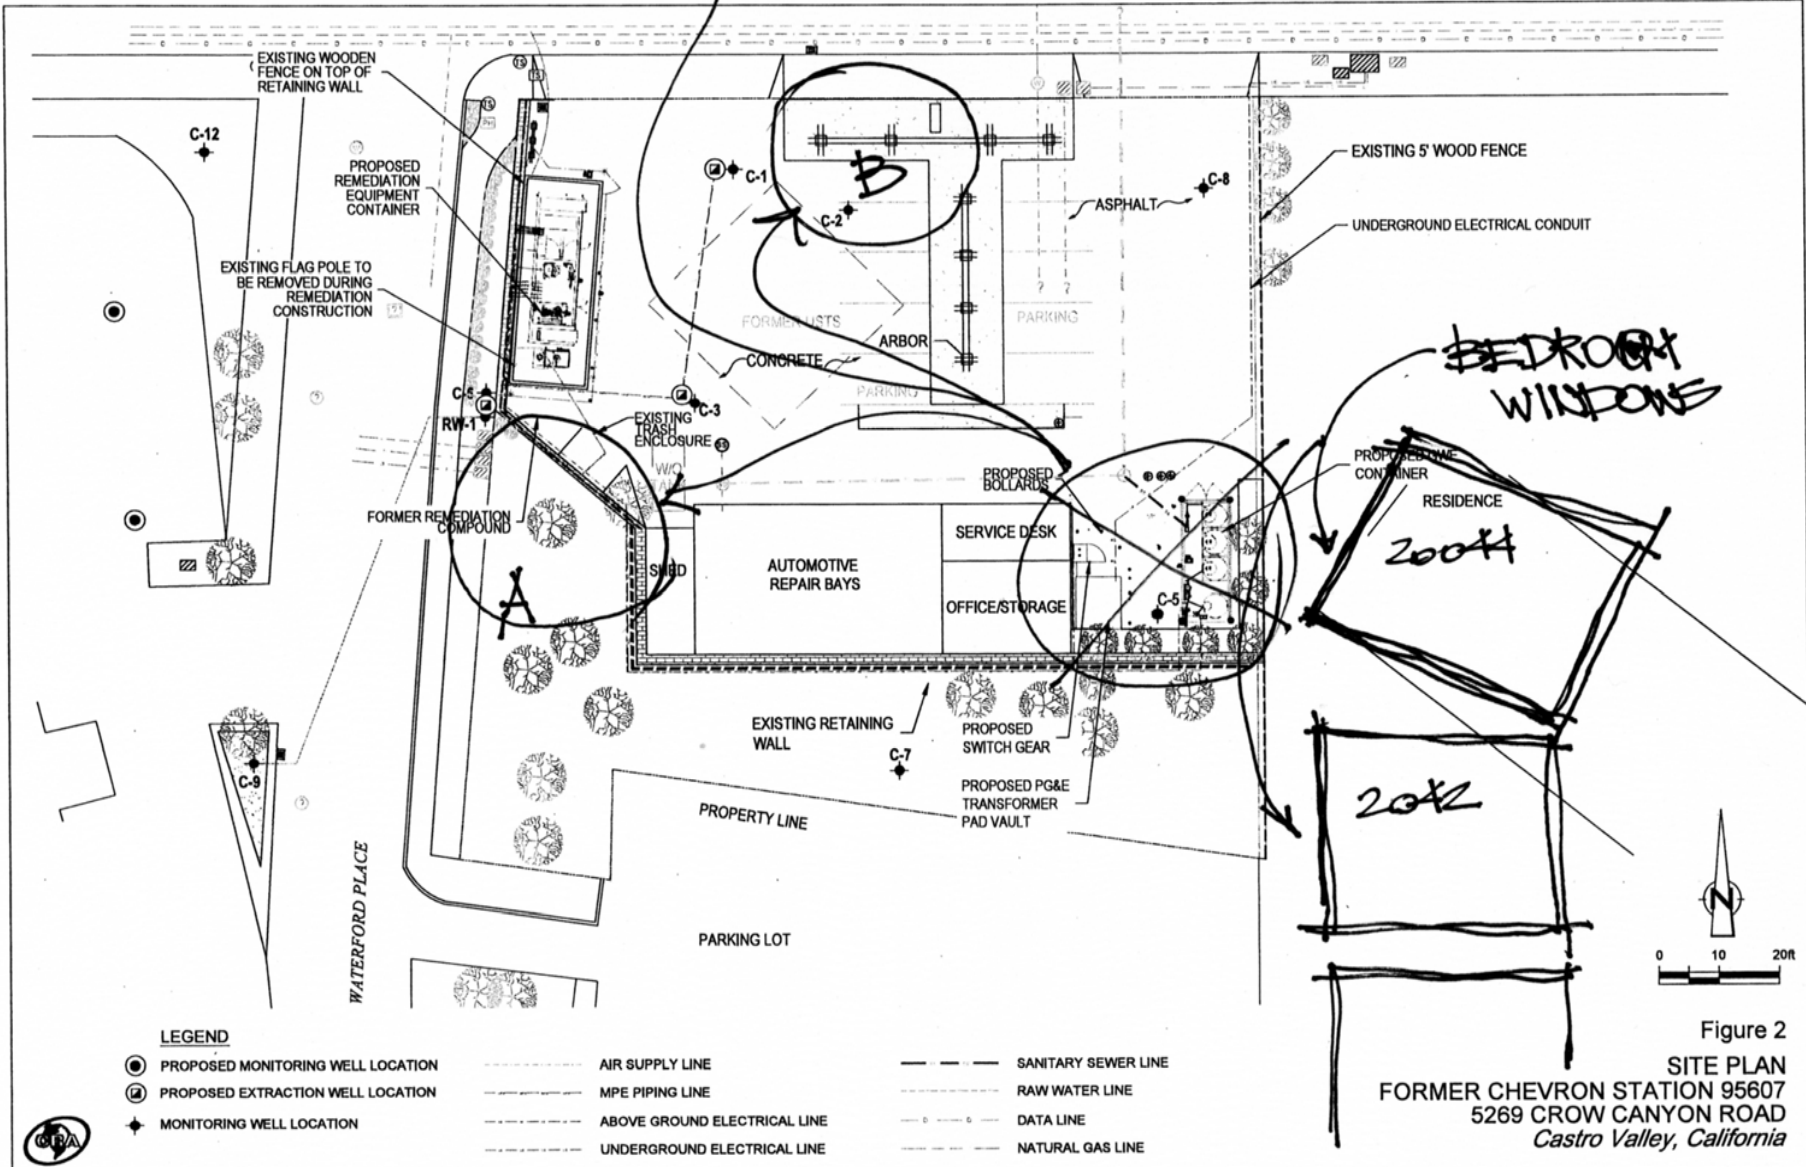 EXISTING WOODEN
FENCE ON TOP OF
RETAINING WALL
C-12
PROPOSED
REMEDIATION
EQUIPMENT
CONTAINER
C-1
B
C-2
C-8
ASPHALT
EXISTING 5' WOOD FENCE
UNDERGROUND ELECTRICAL CONDUIT
EXISTING FLAG POLE TO
BE REMOVED DURING
REMEDIATION
CONSTRUCTION
FORMER USTS
PARKING
? ?
ARBOR
CONCRETE
PARKING
BEDROOM
WINDOWS
RW-1
C-3
EXISTING
TRASH
ENCLOSURE
W/O
PROPOSED
BOLLARDS
PROPOSED GWE
CONTAINER
RESIDENCE
20044
FORMER REMEDIATION
COMPOUND
A
SHED
AUTOMOTIVE
REPAIR BAYS
SERVICE DESK
OFFICE/STORAGE
C-5
EXISTING RETAINING
WALL
C-7
PROPOSED
SWITCH GEAR
PROPOSED PG&E
TRANSFORMER
PAD VAULT
C-9
PROPERTY LINE
2042
WATERFORD PLACE
PARKING LOT
N
0 10 20ft
LEGEND
PROPOSED MONITORING WELL LOCATION
PROPOSED EXTRACTION WELL LOCATION
MONITORING WELL LOCATION
AIR SUPPLY LINE
MPE PIPING LINE
ABOVE GROUND ELECTRICAL LINE
UNDERGROUND ELECTRICAL LINE
SANITARY SEWER LINE
RAW WATER LINE
DATA LINE
NATURAL GAS LINE
Figure 2
SITE PLAN
FORMER CHEVRON STATION 95607
5269 CROW CANYON ROAD
Castro Valley, California
CRA